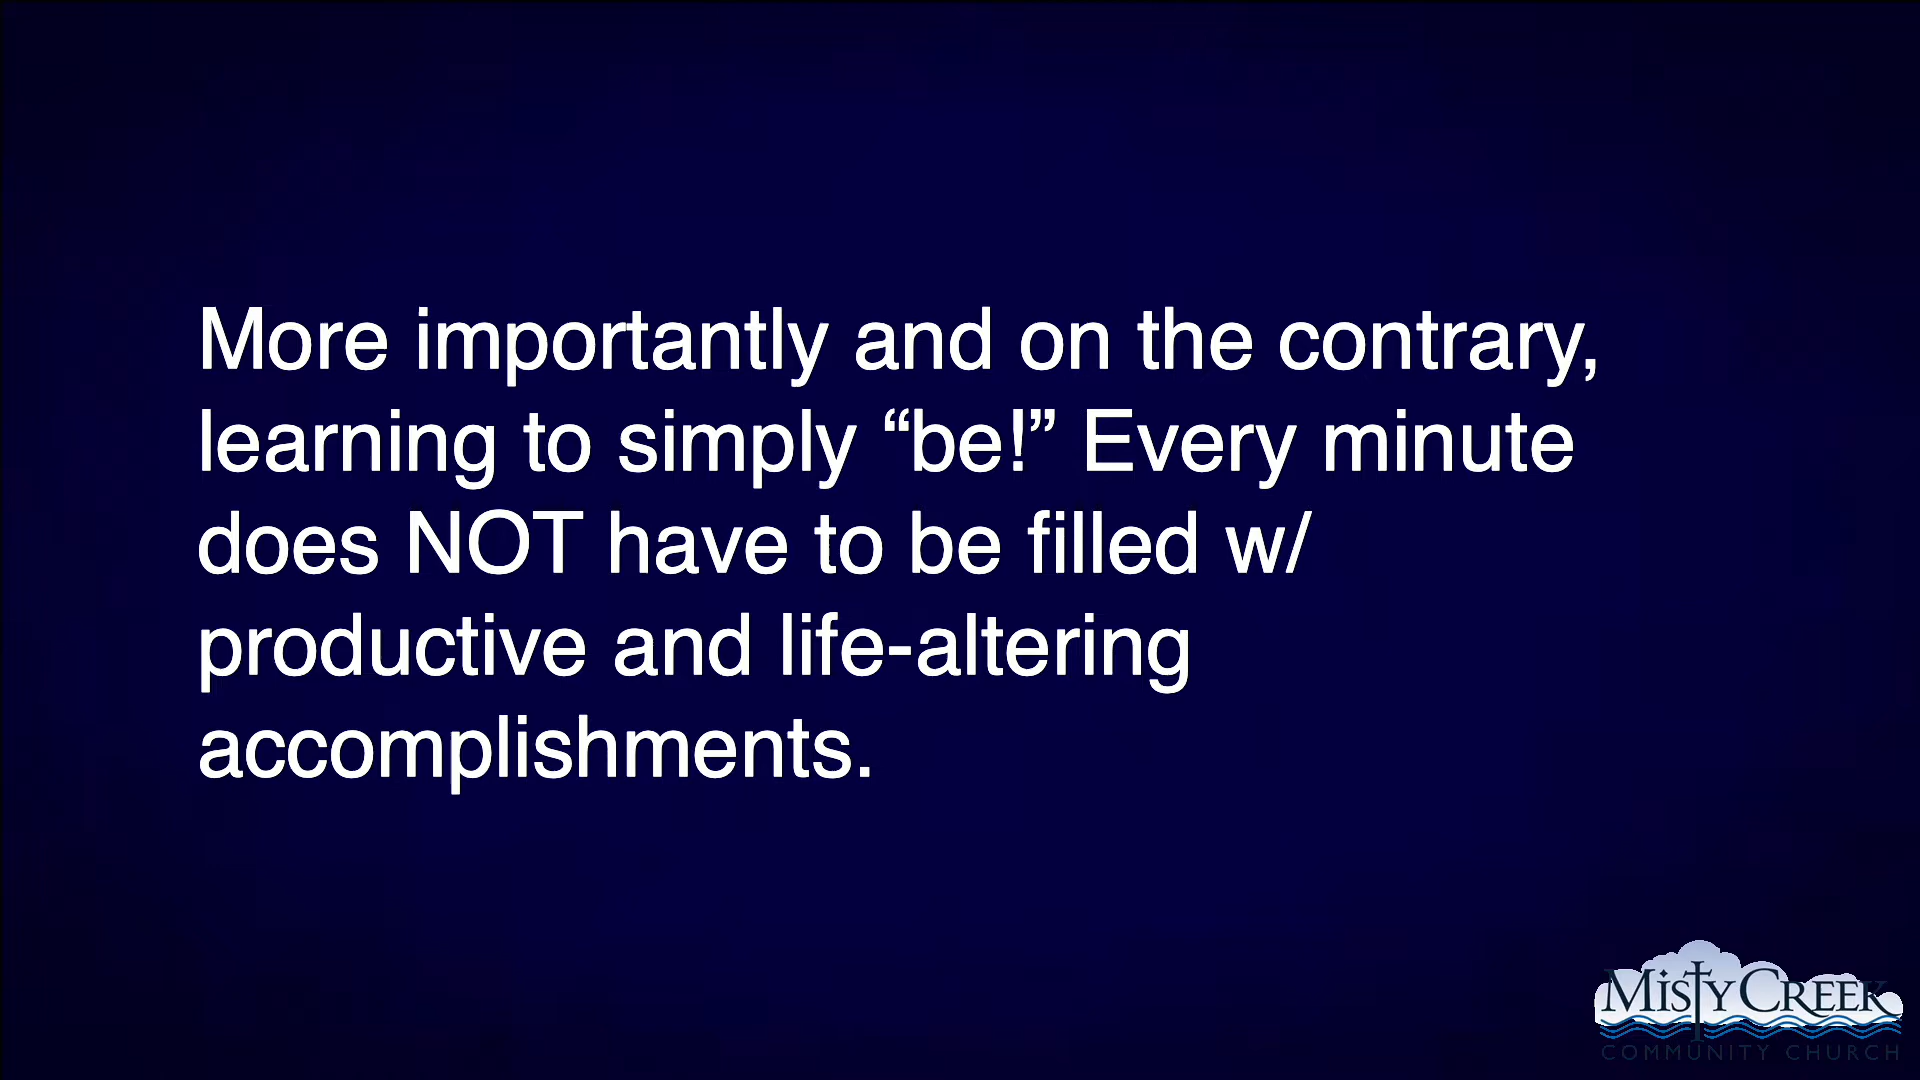 More importantly and on the contrary,
learning to simply “be!” Every minute
does NOT have to be filled w/
productive and life-altering
accomplishments.
MISTY CREEK
COMMUNITY CHURCH